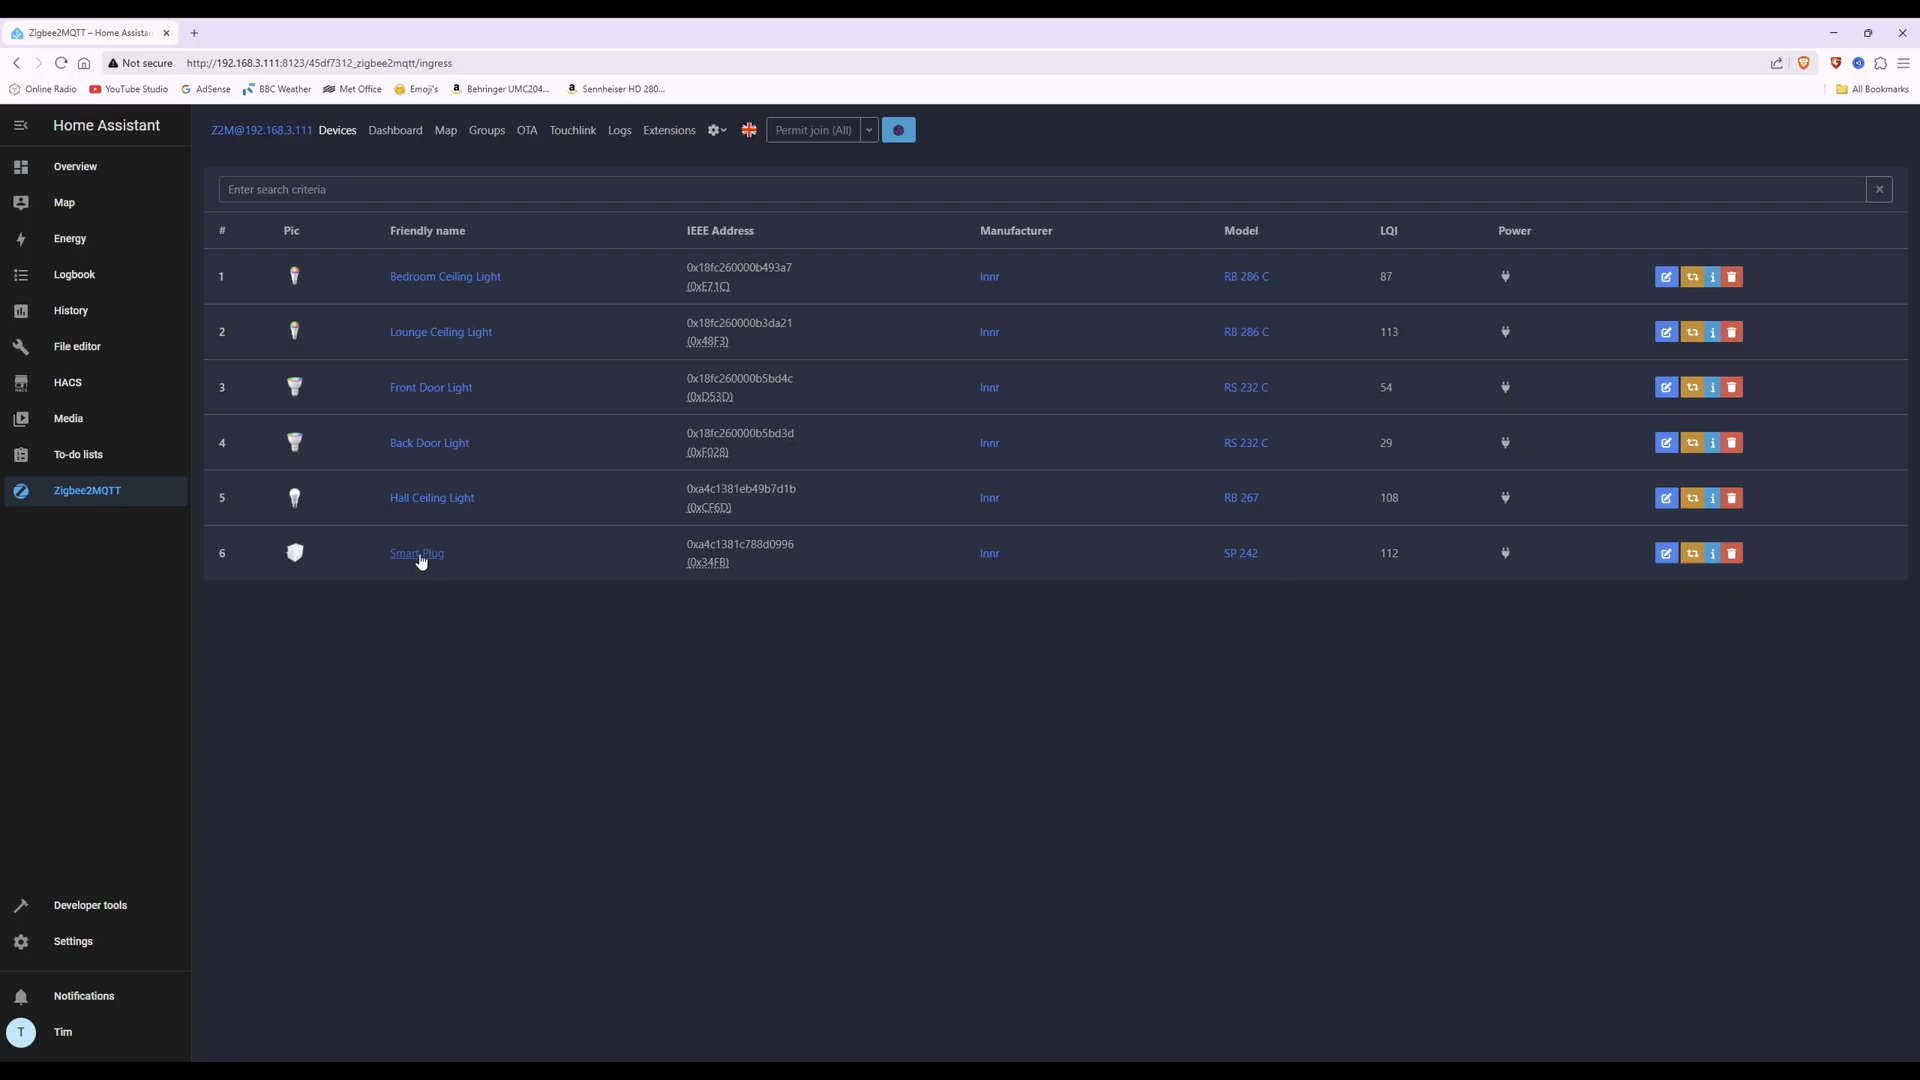 Zigbee2MQTT – Home Assistan
Not secure http://192.168.3.111:8123/45df7312_zigbee2mqtt/ingress
Online Radio YouTube Studio AdSense BBC Weather Met Office Emoji's Behringer UMC204... Sennheiser HD 280... All Bookmarks
Home Assistant
Overview
Map
Energy
Logbook
History
File editor
HACS
Media
To-do lists
Zigbee2MQTT
Developer tools
Settings
Notifications
T Tim
Z2M@192.168.3.111 Devices Dashboard Map Groups OTA Touchlink Logs Extensions Permit join (All)
Enter search criteria
# Pic Friendly name IEEE Address Manufacturer Model LQI Power
1 Bedroom Ceiling Light 0x18fc260000b493a7 (0xE71C) Innr RB 286 C 87
2 Lounge Ceiling Light 0x18fc260000b3da21 (0x48F3) Innr RB 286 C 113
3 Front Door Light 0x18fc260000b5bd4c (0xD53D) Innr RS 232 C 54
4 Back Door Light 0x18fc260000b5bd3d (0xF028) Innr RS 232 C 29
5 Hall Ceiling Light 0xa4c1381eb49b7d1b (0xCF6D) Innr RB 267 108
6 Smart Plug 0xa4c1381c788d0996 (0x34FB) Innr SP 242 112